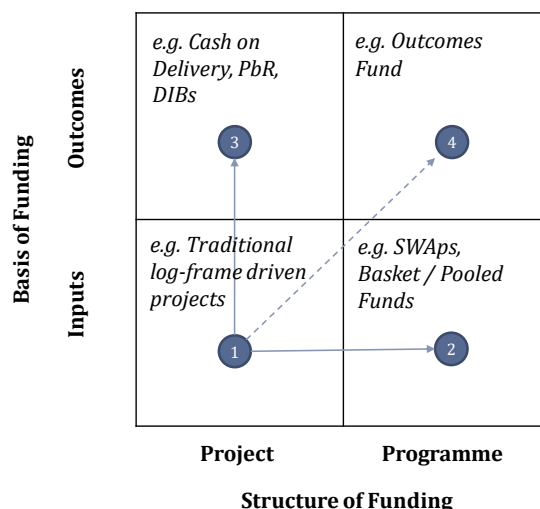 e.g. Cash on
Delivery, PbR,
DIBs
e.g. Outcomes
Fund
3
4
Outcomes
Basis of Funding
Inputs
e.g. Traditional
log-frame driven
projects
e.g. SWAps,
Basket / Pooled
Funds
1
2
Project
Programme
Structure of Funding